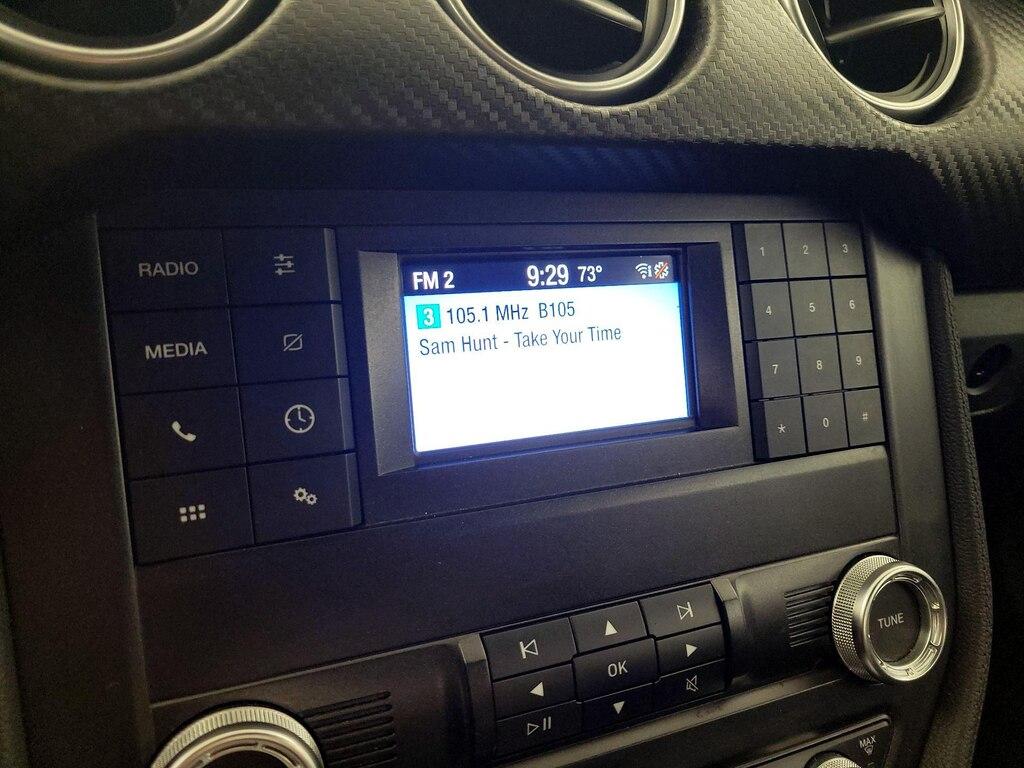 RADIO
MEDIA
FM 2 9:29 73°
3 105.1 MHz B105
Sam Hunt - Take Your Time
1 2 3
4 5 6
7 8 9
* 0 #
OK
TUNE
MAX